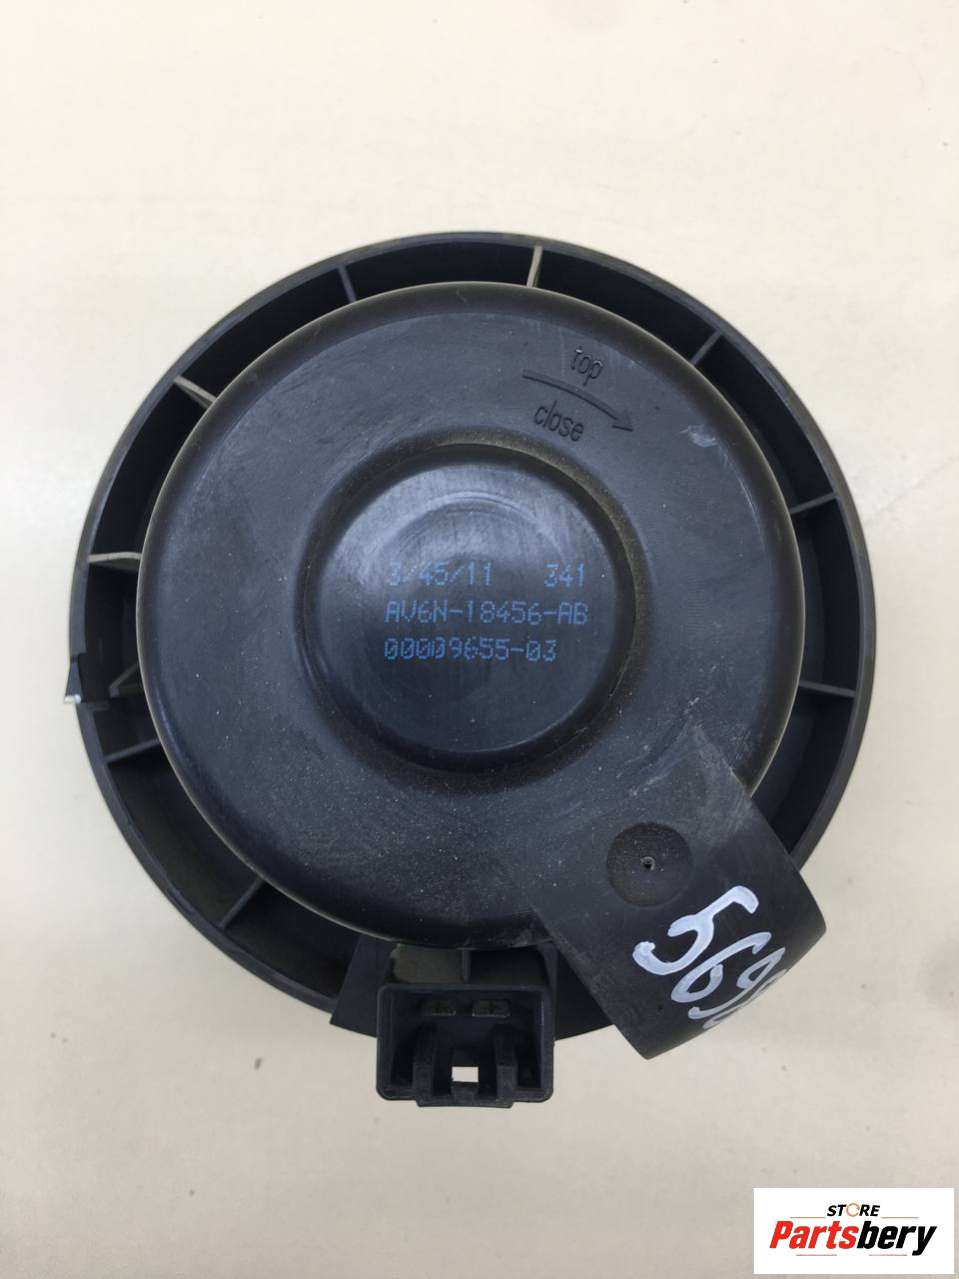 top
close
3/45/11 341
AV6N-18456-AB
00009655-03
STORE
Partsbery